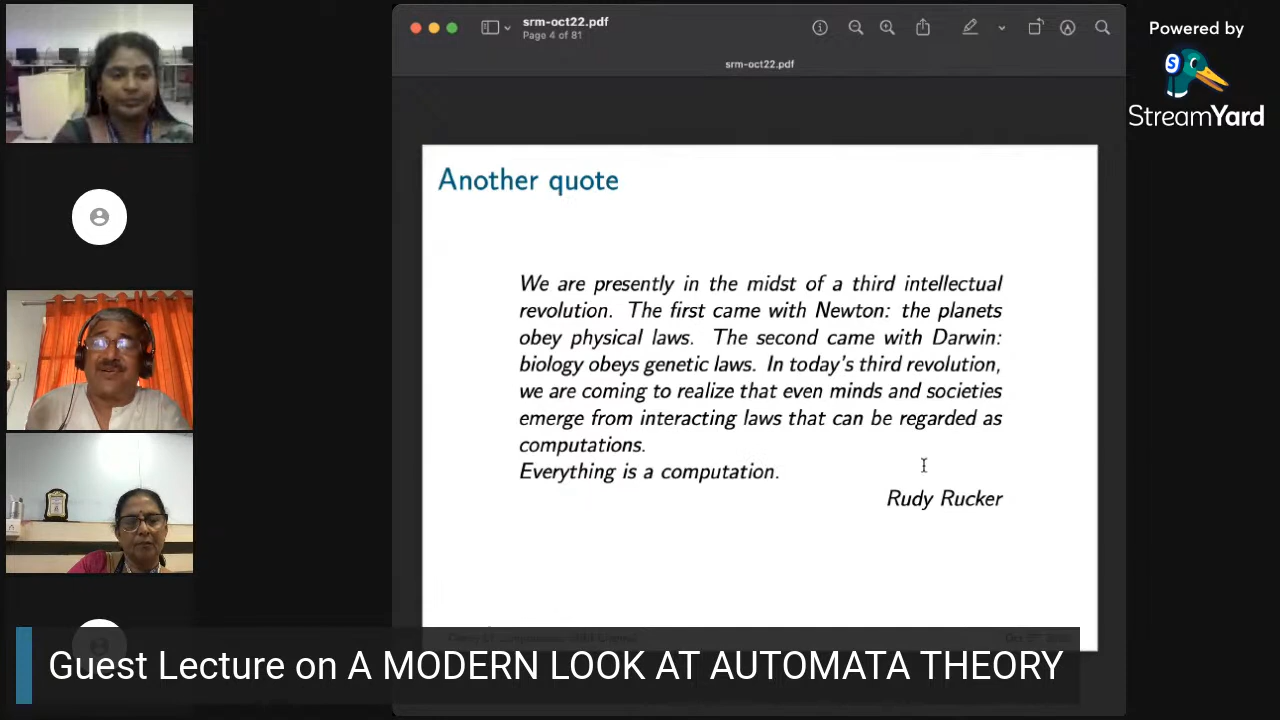 srm-oct22.pdf
Page 4 of 81
srm-oct22.pdf
Powered by
S
StreamYard
Another quote
We are presently in the midst of a third intellectual
revolution. The first came with Newton: the planets
obey physical laws. The second came with Darwin:
biology obeys genetic laws. In today's third revolution,
we are coming to realize that even minds and societies
emerge from interacting laws that can be regarded as
computations.
Everything is a computation.
Rudy Rucker
Guest Lecture on A MODERN LOOK AT AUTOMATA THEORY